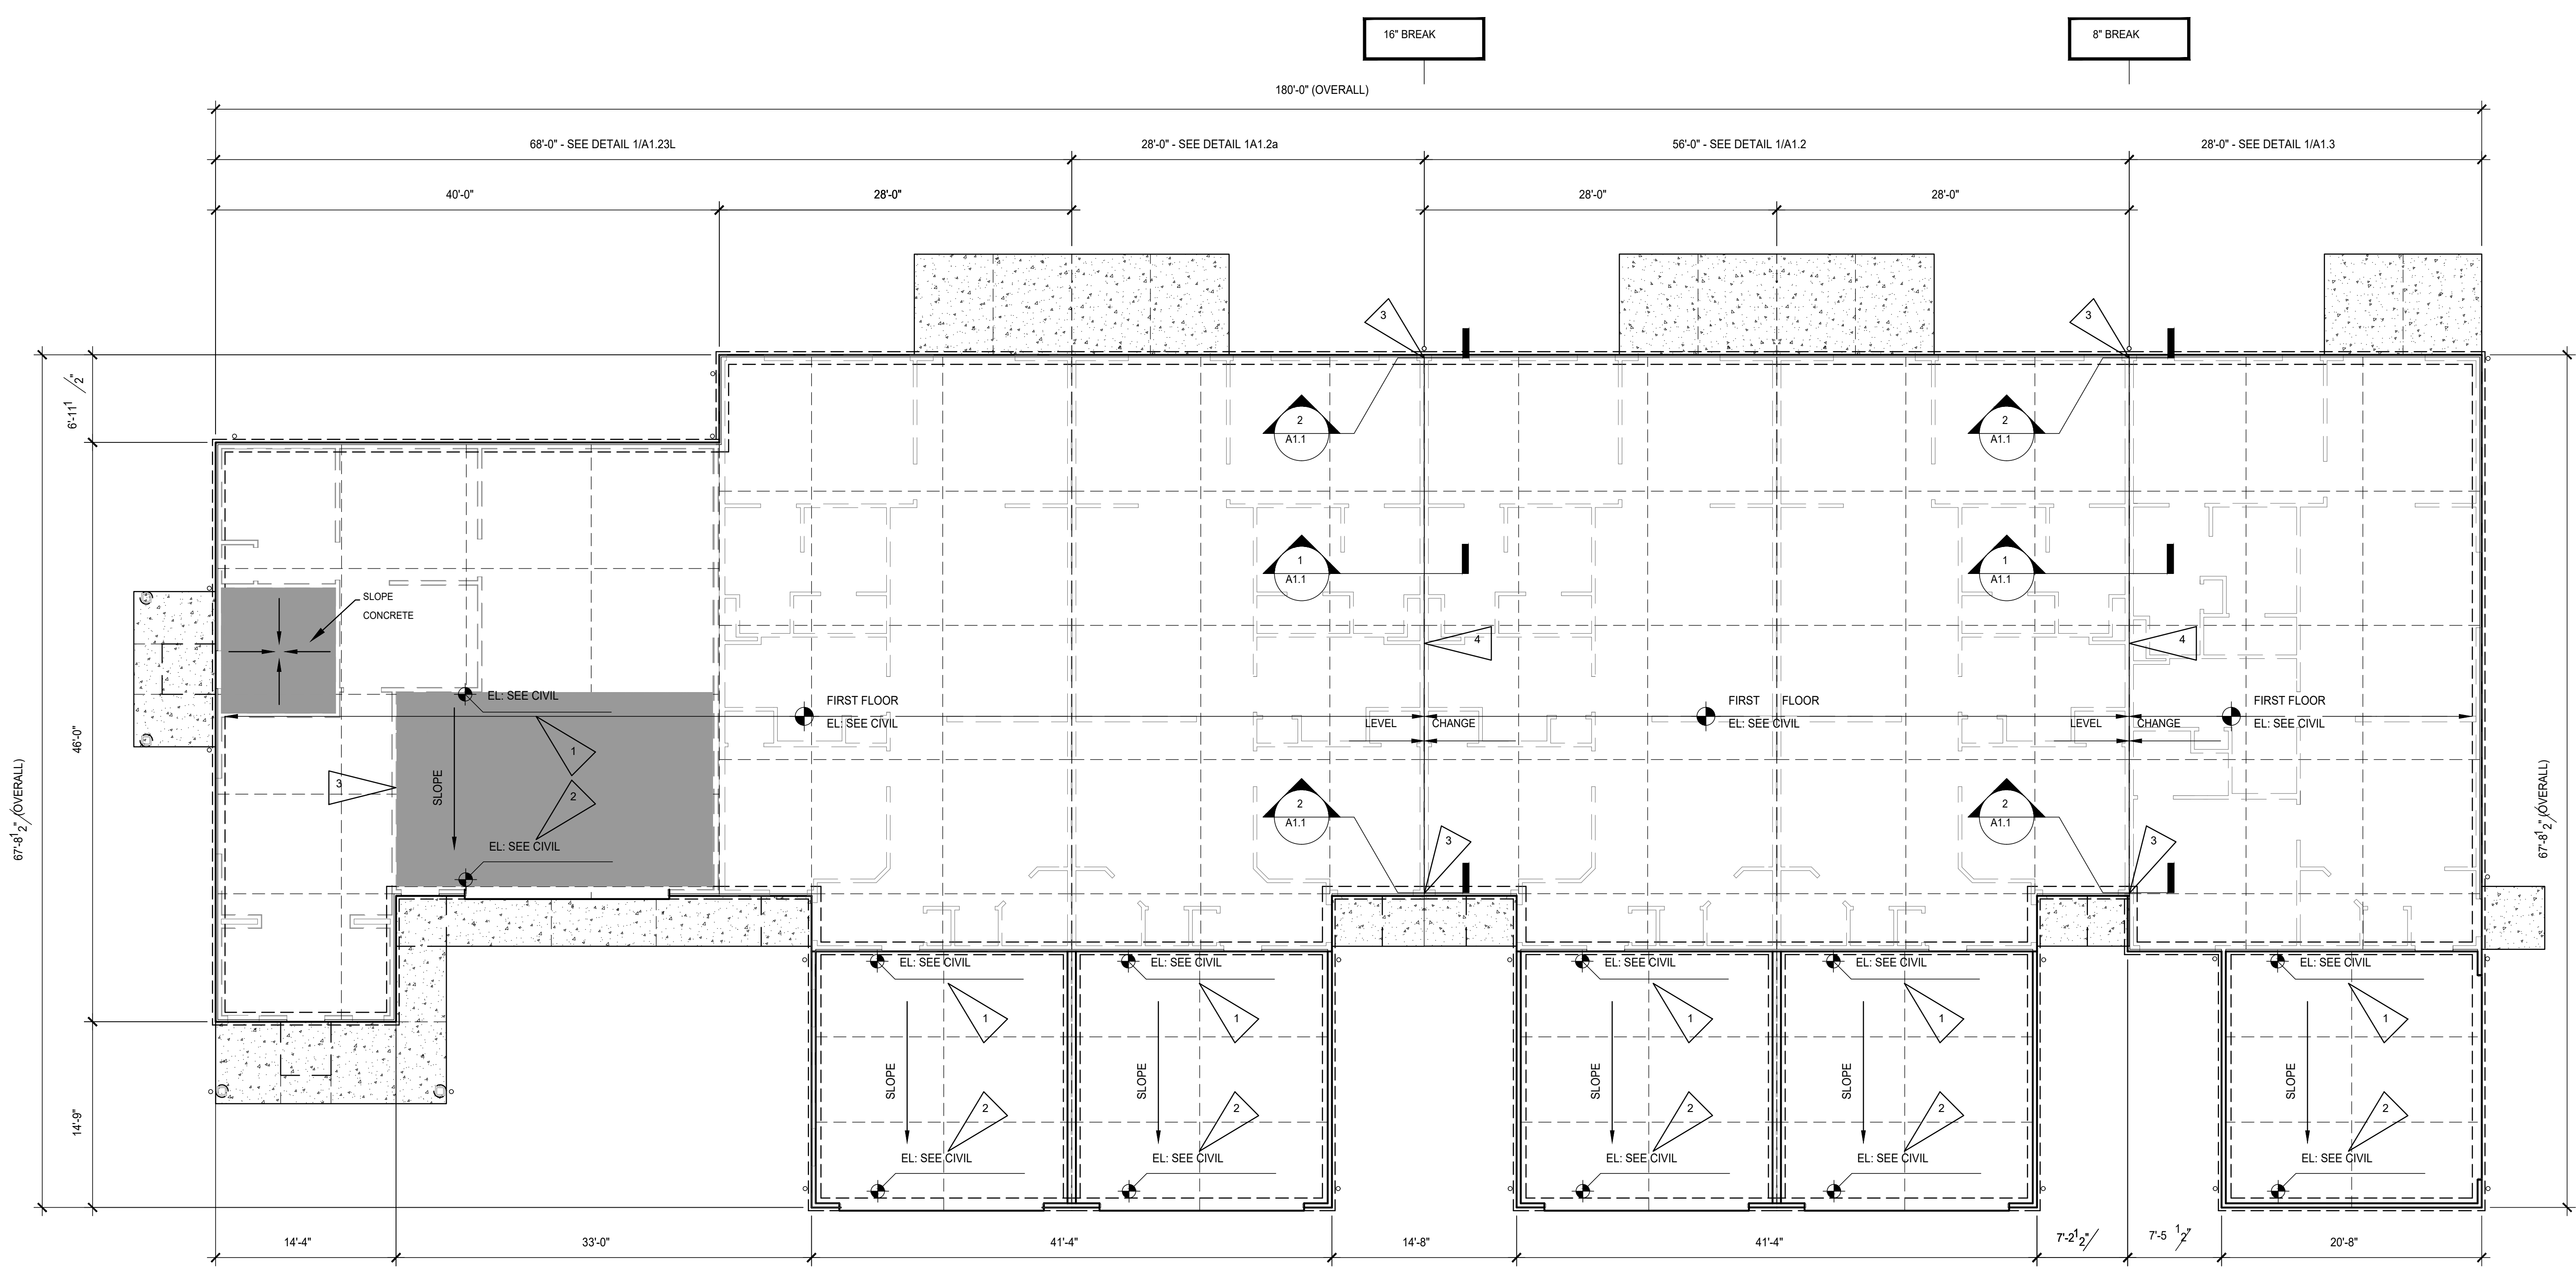 16" BREAK
8" BREAK
180'-0" (OVERALL)
68'-0" - SEE DETAIL 1/A1.23L
28'-0" - SEE DETAIL 1A1.2a
56'-0" - SEE DETAIL 1/A1.2
28'-0" - SEE DETAIL 1/A1.3
40'-0"
28'-0"
28'-0"
28'-0"
3
3
6'-11 1/2"
2
A1.1
2
A1.1
1
A1.1
1
A1.1
SLOPE
CONCRETE
4
4
EL: SEE CIVIL
FIRST FLOOR
EL: SEE CIVIL
FIRST FLOOR
EL: SEE CIVIL
FIRST FLOOR
EL: SEE CIVIL
LEVEL CHANGE
LEVEL CHANGE
46'-0"
1
3
SLOPE
2
67'-8 1/2" (OVERALL)
67'-8 1/2" (OVERALL)
2
A1.1
2
A1.1
3
3
EL: SEE CIVIL
EL: SEE CIVIL
EL: SEE CIVIL
EL: SEE CIVIL
EL: SEE CIVIL
EL: SEE CIVIL
1
1
1
1
1
SLOPE
SLOPE
SLOPE
SLOPE
SLOPE
14'-9"
2
2
2
2
2
EL: SEE CIVIL
EL: SEE CIVIL
EL: SEE CIVIL
EL: SEE CIVIL
EL: SEE CIVIL
14'-4"
33'-0"
41'-4"
14'-8"
41'-4"
7'-2 1/2"
7'-5 1/2"
20'-8"